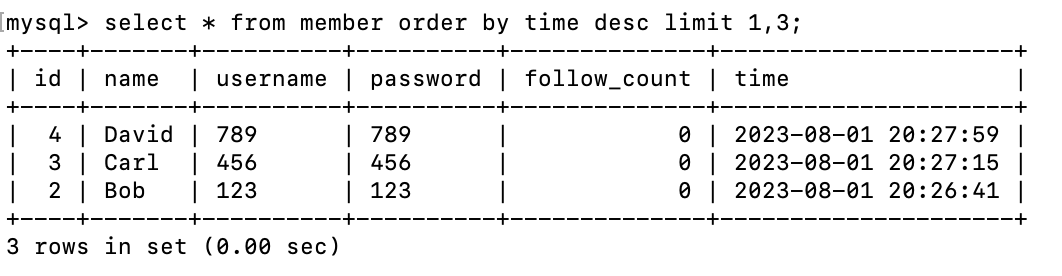 [mysql> select * from member order by time desc limit 1,3;
+----+-------+----------+----------+--------------+---------------------+
| id | name  | username | password | follow_count | time                |
+----+-------+----------+----------+--------------+---------------------+
|  4 | David | 789      | 789      |            0 | 2023-08-01 20:27:59 |
|  3 | Carl  | 456      | 456      |            0 | 2023-08-01 20:27:15 |
|  2 | Bob   | 123      | 123      |            0 | 2023-08-01 20:26:41 |
+----+-------+----------+----------+--------------+---------------------+
3 rows in set (0.00 sec)